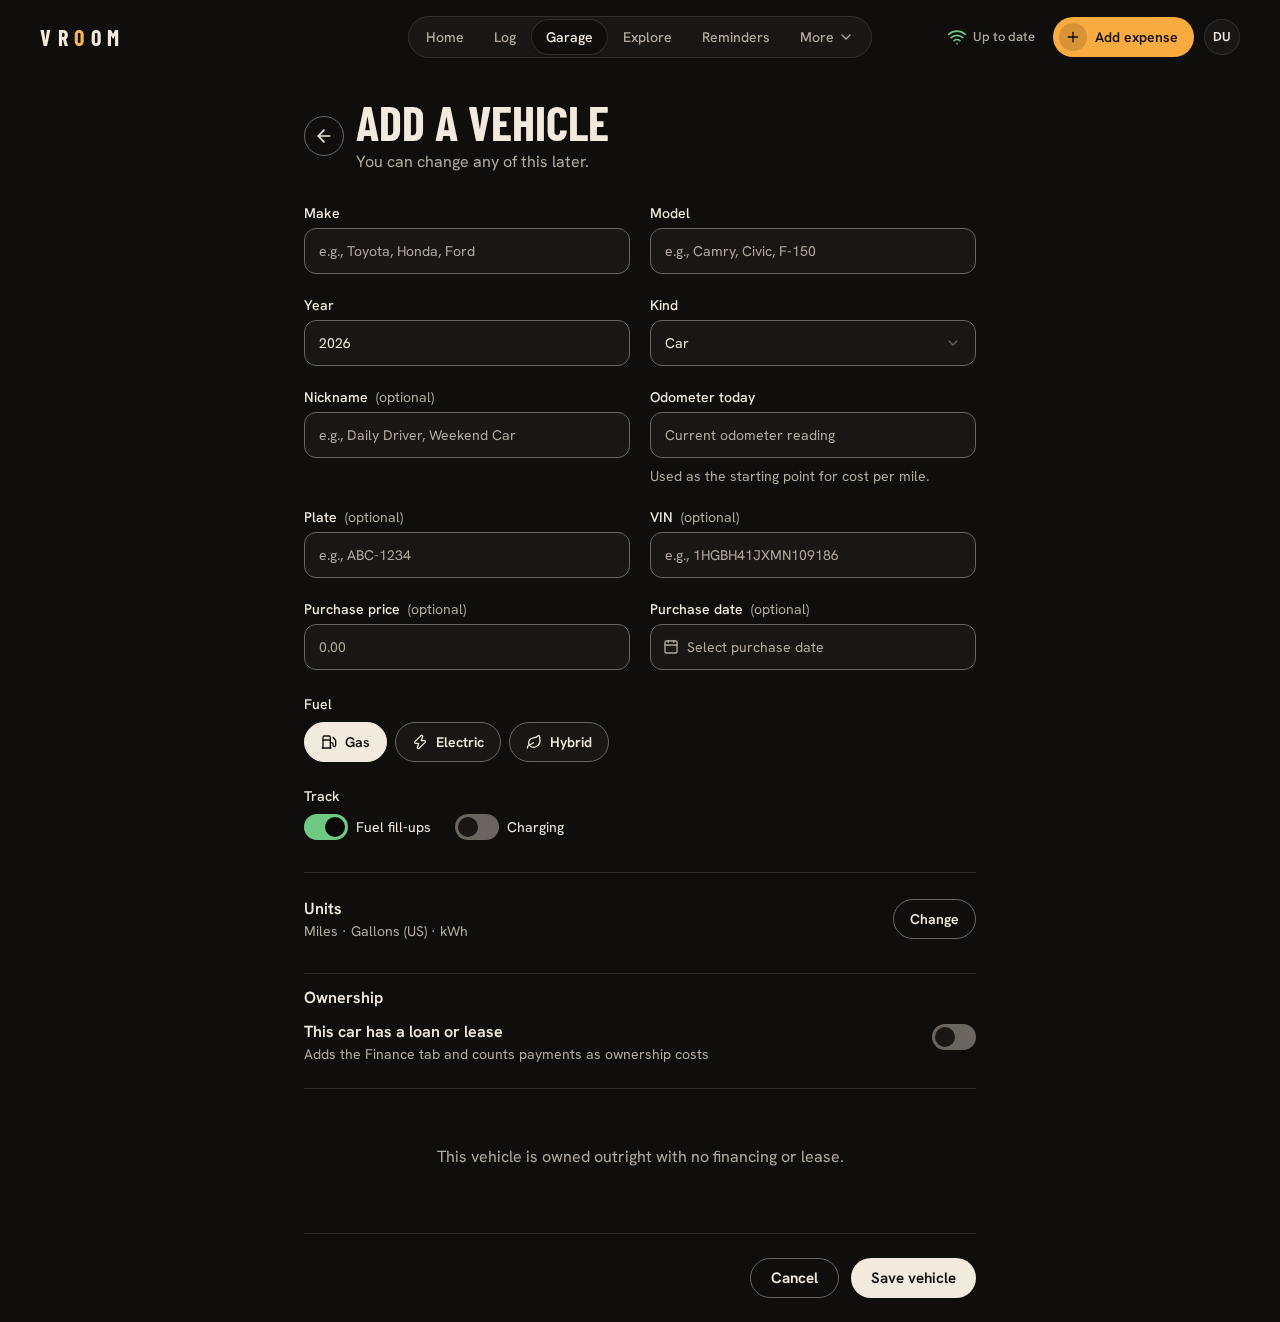 VROOM
Home Log Garage Explore Reminders More
Up to date
Add expense
DU
ADD A VEHICLE
You can change any of this later.
Make
e.g., Toyota, Honda, Ford
Model
e.g., Camry, Civic, F-150
Year
2026
Kind
Car
Nickname (optional)
e.g., Daily Driver, Weekend Car
Odometer today
Current odometer reading
Used as the starting point for cost per mile.
Plate (optional)
e.g., ABC-1234
VIN (optional)
e.g., 1HGBH41JXMN109186
Purchase price (optional)
0.00
Purchase date (optional)
Select purchase date
Fuel
Gas Electric Hybrid
Track
Fuel fill-ups Charging
Units
Miles · Gallons (US) · kWh
Change
Ownership
This car has a loan or lease
Adds the Finance tab and counts payments as ownership costs
This vehicle is owned outright with no financing or lease.
Cancel Save vehicle